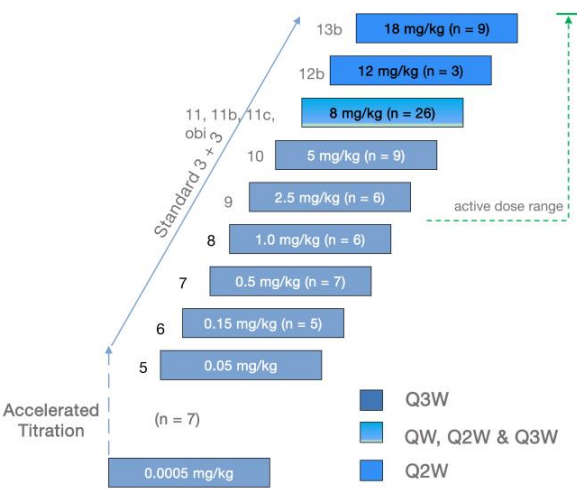 13b
18 mg/kg (n = 9)
12b
12 mg/kg (n = 3)
11, 11b, 11c,
obi
8 mg/kg (n = 26)
10
5 mg/kg (n = 9)
9
2.5 mg/kg (n = 6)
active dose range
8
1.0 mg/kg (n = 6)
7
0.5 mg/kg (n = 7)
6
0.15 mg/kg (n = 5)
5
0.05 mg/kg
Standard 3 + 3
Accelerated
Titration
(n = 7)
0.0005 mg/kg
Q3W
QW, Q2W & Q3W
Q2W